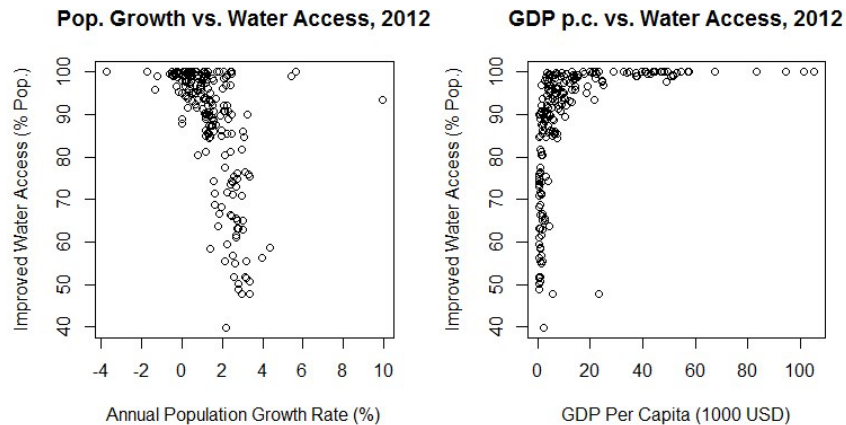 Pop. Growth vs. Water Access, 2012
Improved Water Access (% Pop.)
100
90
80
70
60
50
40
-4 -2 0 2 4 6 8 10
Annual Population Growth Rate (%)
GDP p.c. vs. Water Access, 2012
Improved Water Access (% Pop.)
100
90
80
70
60
50
40
0 20 40 60 80 100
GDP Per Capita (1000 USD)